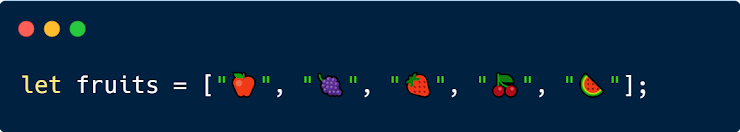 let fruits = ["🍎", "🍇", "🍓", "🍒", "🍉"];